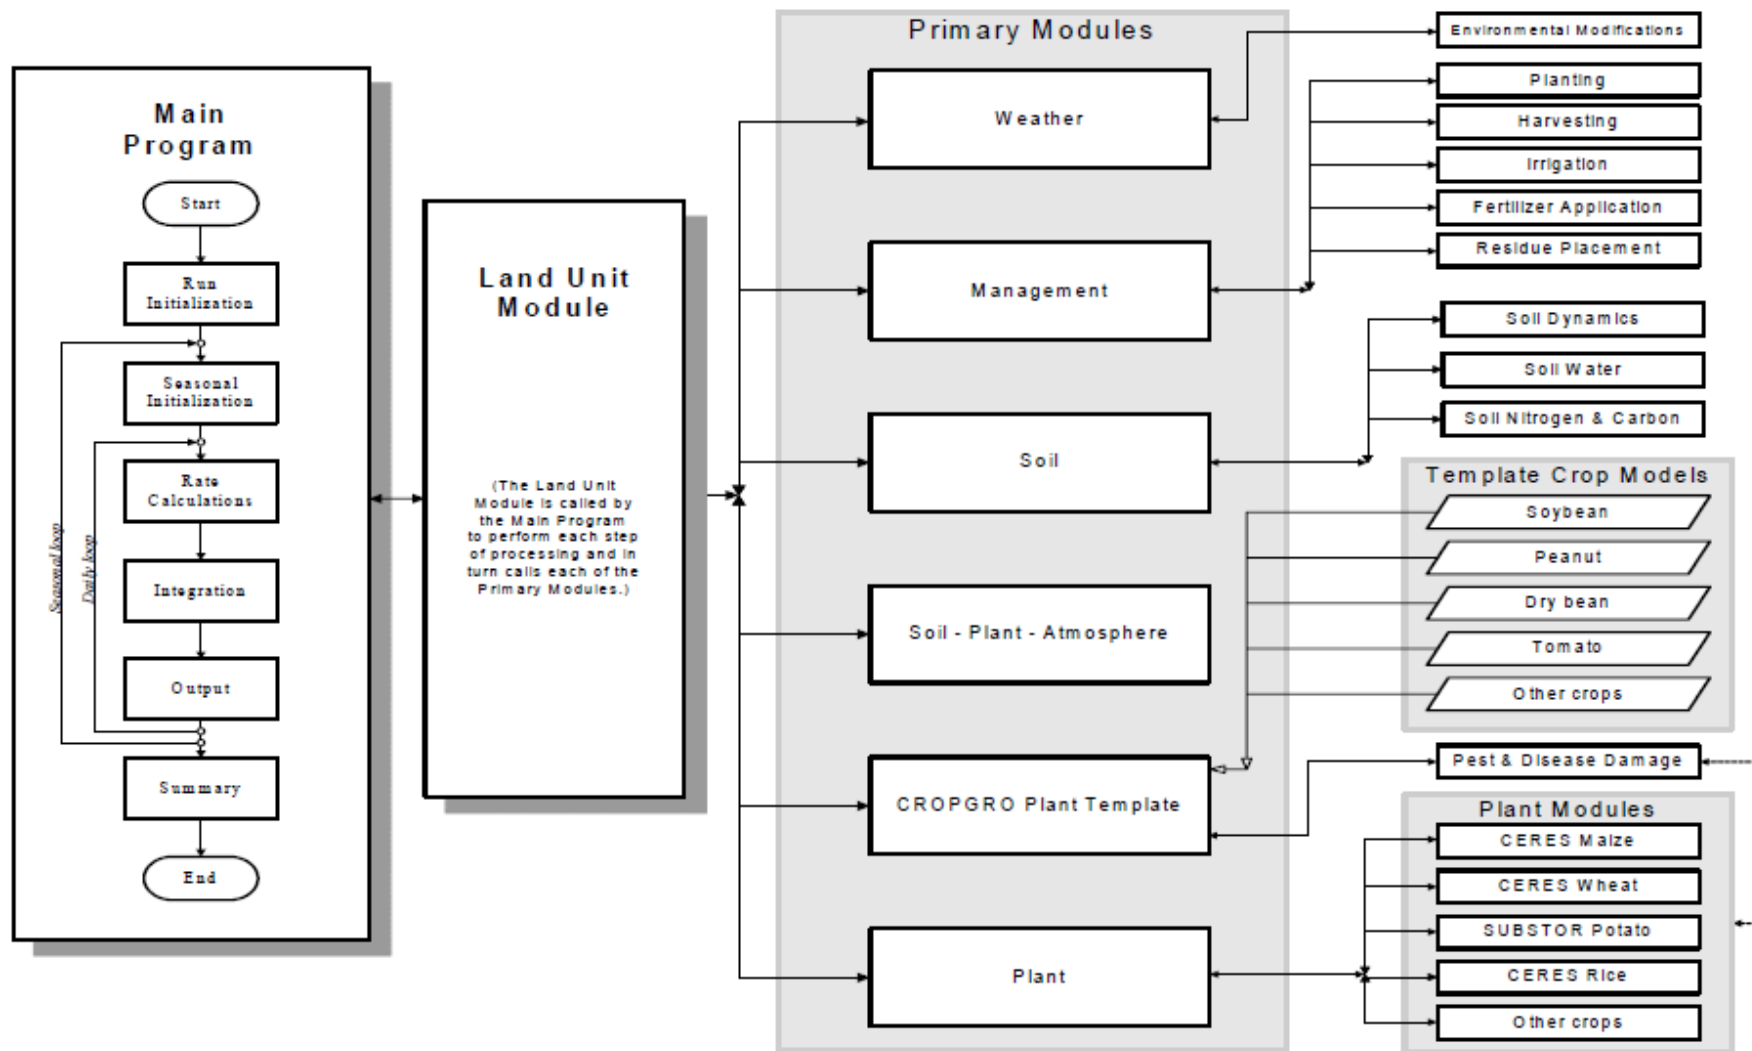 Main
Program
Start
Run
Initialization
Seasonal
Initialization
Rate
Calculations
Integration
Output
Summary
End
Seasonal loop
Daily loop
Land Unit
Module
(The Land Unit
Module is called by
the Main Program
to perform each step
of processing and in
turn calls each of the
Primary Modules.)
Primary Modules
Weather
Management
Soil
Soil - Plant - Atmosphere
CROPGRO Plant Template
Plant
Environmental Modifications
Planting
Harvesting
Irrigation
Fertilizer Application
Residue Placement
Soil Dynamics
Soil Water
Soil Nitrogen & Carbon
Template Crop Models
Soybean
Peanut
Dry bean
Tomato
Other crops
Pest & Disease Damage
Plant Modules
CERES Maize
CERES Wheat
SUBSTOR Potato
CERES Rice
Other crops